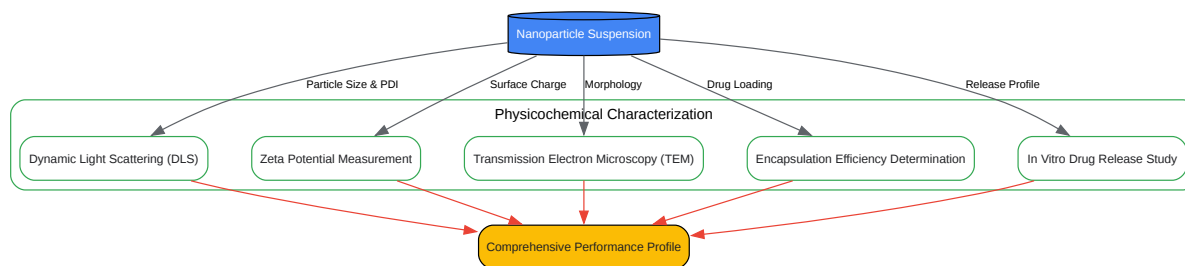 Nanoparticle Suspension
Particle Size & PDI
Surface Charge
Morphology
Drug Loading
Release Profile
Physicochemical Characterization
Dynamic Light Scattering (DLS)
Zeta Potential Measurement
Transmission Electron Microscopy (TEM)
Encapsulation Efficiency Determination
In Vitro Drug Release Study
Comprehensive Performance Profile